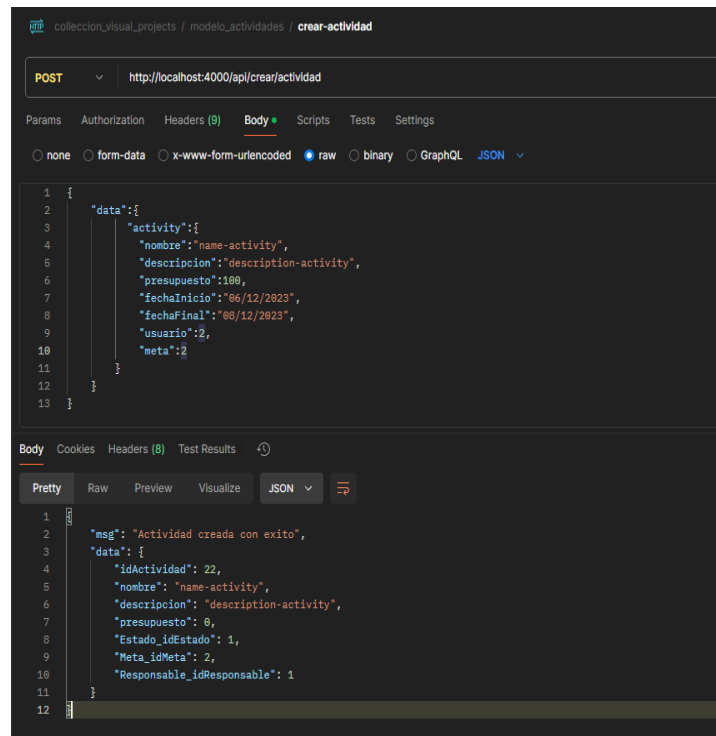 HTTP colleccion_visual_projects / modelo_actividades / crear-actividad
POST http://localhost:4000/api/crear/actividad
Params Authorization Headers (9) Body Scripts Tests Settings
none form-data x-www-form-urlencoded raw binary GraphQL JSON
1 {
2 "data":{
3 "activity":{
4 "nombre":"name-activity",
5 "descripcion":"description-activity",
6 "presupuesto":100,
7 "fechaInicio":"06/12/2023",
8 "fechaFinal":"08/12/2023",
9 "usuario":2,
10 "meta":2
11 }
12 }
13 }
Body Cookies Headers (8) Test Results
Pretty Raw Preview Visualize JSON
1 {
2 "msg": "Actividad creada con exito",
3 "data": {
4 "idActividad": 22,
5 "nombre": "name-activity",
6 "descripcion": "description-activity",
7 "presupuesto": 0,
8 "Estado_idEstado": 1,
9 "Meta_idMeta": 2,
10 "Responsable_idResponsable": 1
11 }
12 }